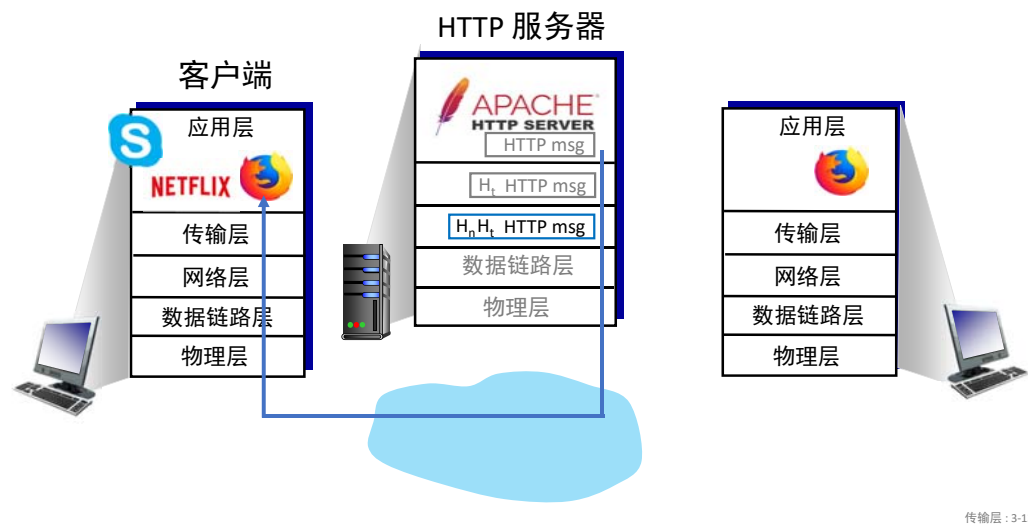 HTTP 服务器
客户端
应用层
S
NETFLIX
传输层
网络层
数据链路层
物理层
APACHE
HTTP SERVER
HTTP msg
Ht HTTP msg
HnHt HTTP msg
数据链路层
物理层
应用层
传输层
网络层
数据链路层
物理层
传输层 : 3-1